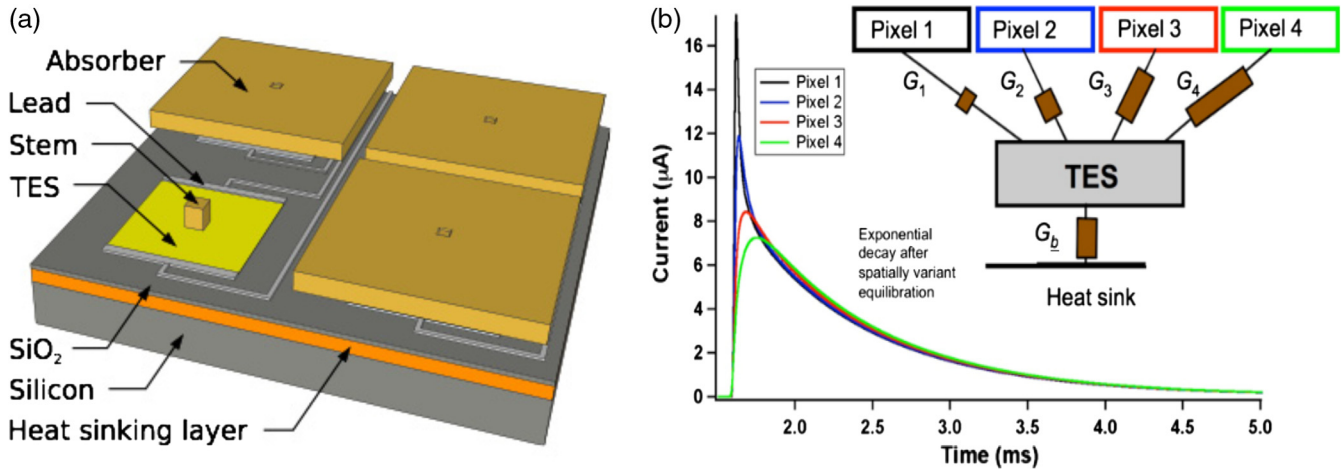 (a)
Absorber
Lead
Stem
TES
SiO₂
Silicon
Heat sinking layer
(b)
16
14
12
10
8
6
4
2
0
Current (μA)
2.0
2.5
3.0
3.5
4.0
4.5
5.0
Time (ms)
Pixel 1
Pixel 2
Pixel 3
Pixel 4
Exponential
decay after
spatially variant
equilibration
Pixel 1 Pixel 2 Pixel 3 Pixel 4
G₁ G₂ G₃ G₄
TES
G_b
Heat sink